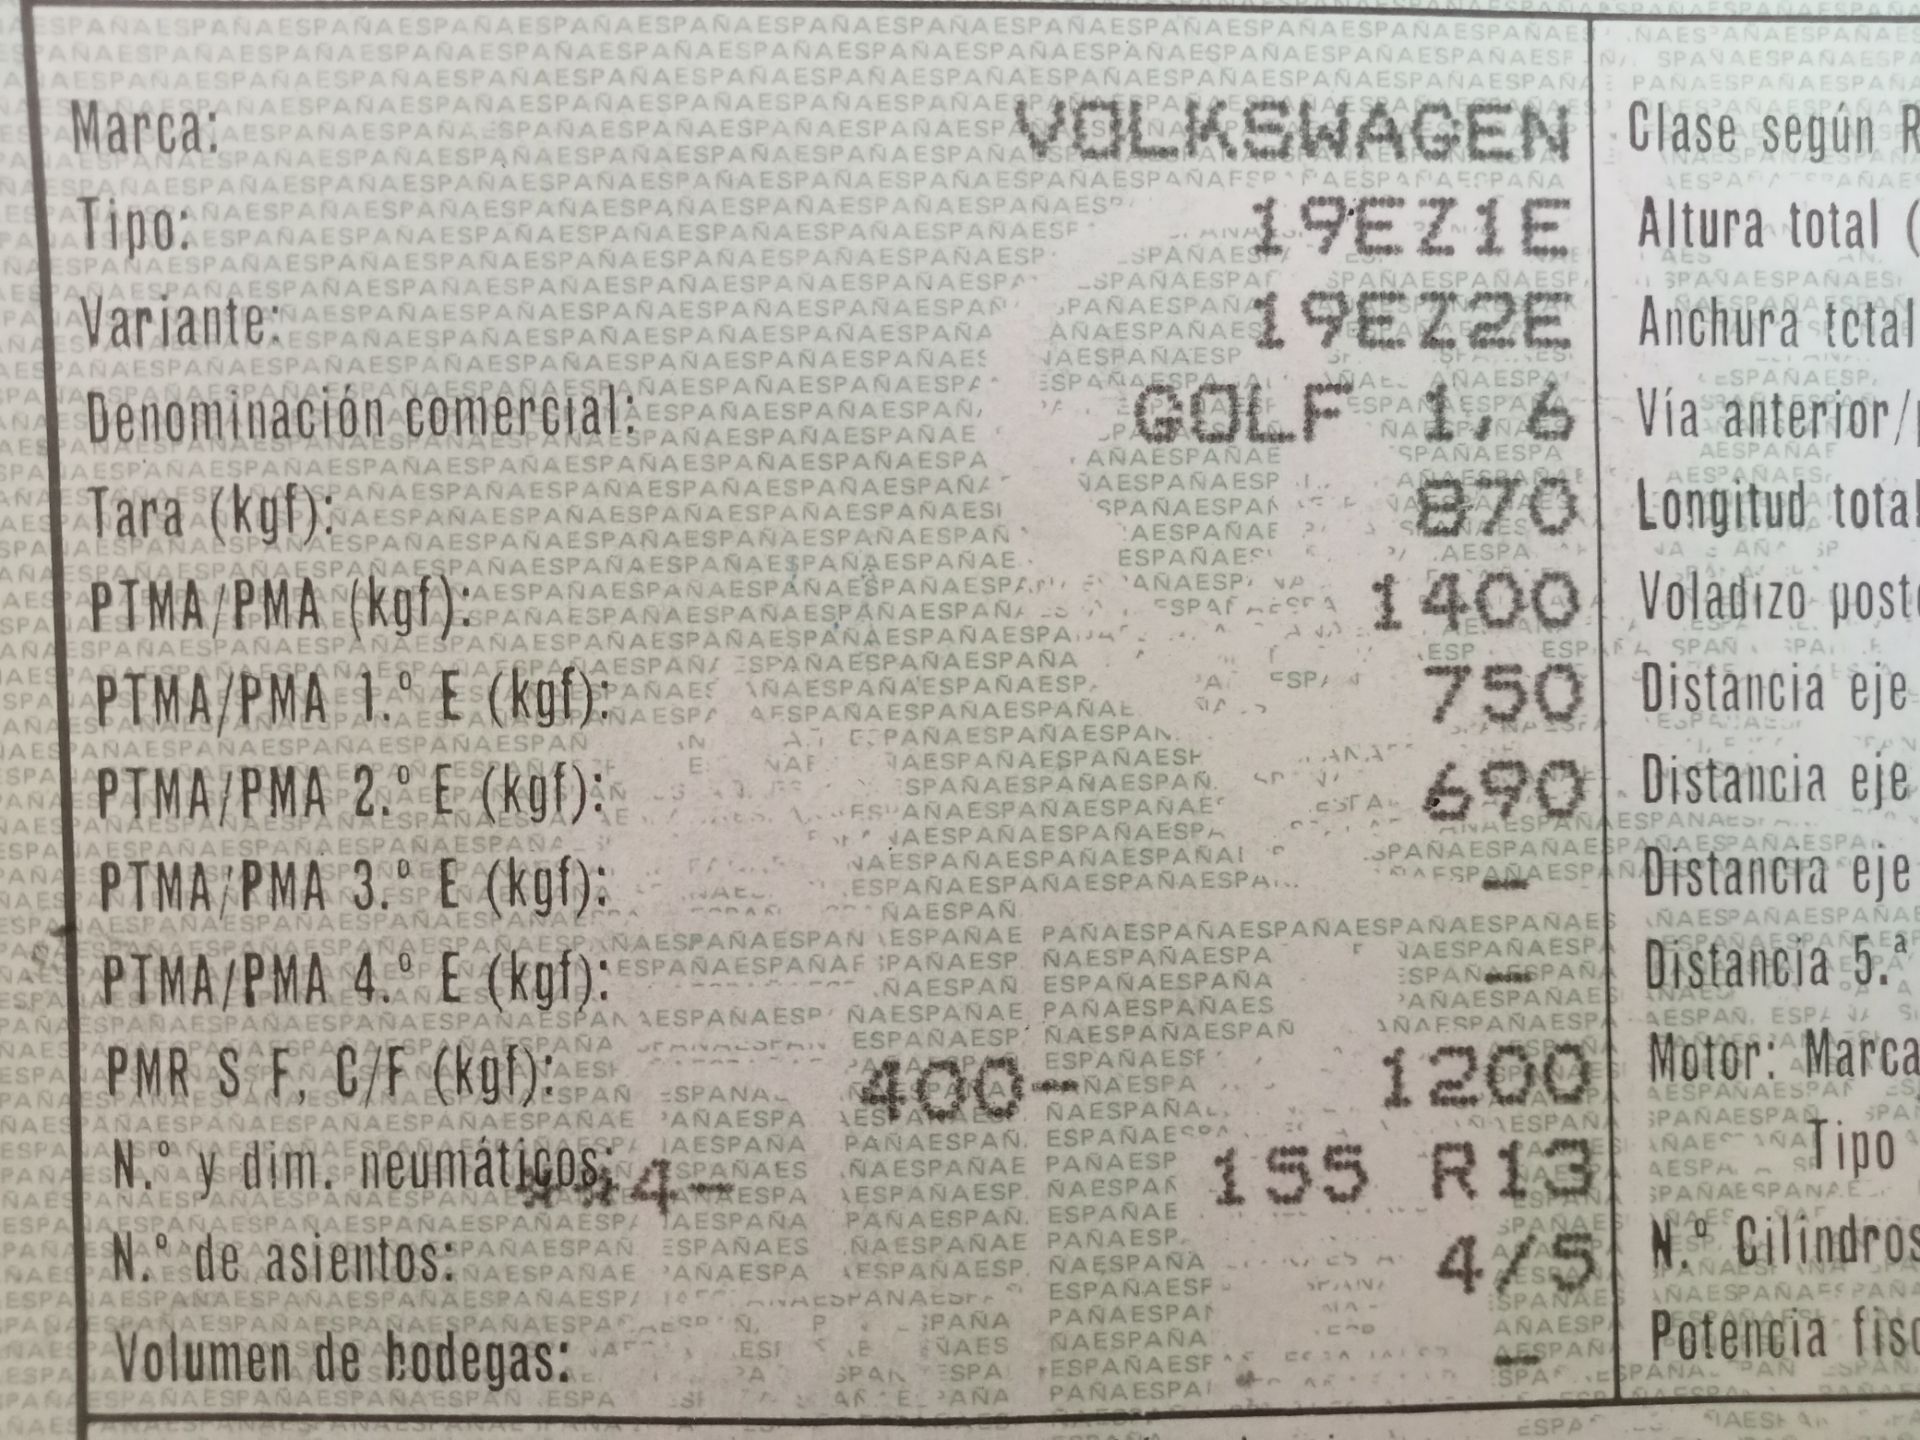 Marca: VOLKSWAGEN
Tipo: 19EZ1E
Variante: 19EZ2E
Denominación comercial: GOLF 1,6
Tara (kgf): 870
PTMA/PMA (kgf): 1400
PTMA/PMA 1.º E (kgf): 750
PTMA/PMA 2.º E (kgf): 690
PTMA/PMA 3.º E (kgf): —
PTMA/PMA 4.º E (kgf): —
PMR S F, C/F (kgf): 400- 1200
N.º y dim. neumáticos: **4- 155 R13
N.º de asientos: 4/5
Volumen de bodegas: —
Clase según
Altura total (
Anchura total
Vía anterior/
Longitud total
Voladizo
Distancia eje
Distancia eje
Distancia eje
Distancia 5.ª
Motor: Marca
Tipo
N.º Cilindros
Potencia